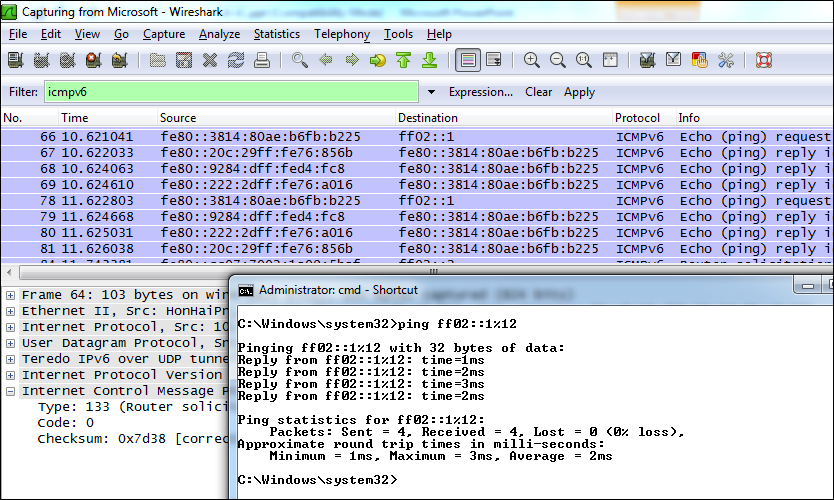 Capturing from Microsoft - Wireshark
File Edit View Go Capture Analyze Statistics Telephony Tools Help
Filter: icmpv6 Expression... Clear Apply
No. Time Source Destination Protocol Info
66 10.621041 fe80::3814:80ae:b6fb:b225 ff02::1 ICMPv6 Echo (ping) request
67 10.622033 fe80::20c:29ff:fe76:856b fe80::3814:80ae:b6fb:b225 ICMPv6 Echo (ping) reply i
68 10.624063 fe80::9284:dff:fed4:fc8 fe80::3814:80ae:b6fb:b225 ICMPv6 Echo (ping) reply i
69 10.624610 fe80::222:2dff:fe76:a016 fe80::3814:80ae:b6fb:b225 ICMPv6 Echo (ping) reply i
78 11.622803 fe80::3814:80ae:b6fb:b225 ff02::1 ICMPv6 Echo (ping) request
79 11.624668 fe80::9284:dff:fed4:fc8 fe80::3814:80ae:b6fb:b225 ICMPv6 Echo (ping) reply i
80 11.625031 fe80::222:2dff:fe76:a016 fe80::3814:80ae:b6fb:b225 ICMPv6 Echo (ping) reply i
81 11.626038 fe80::20c:29ff:fe76:856b fe80::3814:80ae:b6fb:b225 ICMPv6 Echo (ping) reply i
Frame 64: 103 bytes on wir
Ethernet II, Src: HonHaiPr
Internet Protocol, Src: 10
User Datagram Protocol, Sr
Teredo IPv6 over UDP tunne
Internet Protocol Version
Internet Control Message P
Type: 133 (Router solici
Code: 0
Checksum: 0x7d38 [correc
Administrator: cmd - Shortcut
C:\Windows\system32>ping ff02::1%12
Pinging ff02::1%12 with 32 bytes of data:
Reply from ff02::1%12: time=1ms
Reply from ff02::1%12: time=2ms
Reply from ff02::1%12: time=3ms
Reply from ff02::1%12: time=2ms
Ping statistics for ff02::1%12:
Packets: Sent = 4, Received = 4, Lost = 0 (0% loss),
Approximate round trip times in milli-seconds:
Minimum = 1ms, Maximum = 3ms, Average = 2ms
C:\Windows\system32>